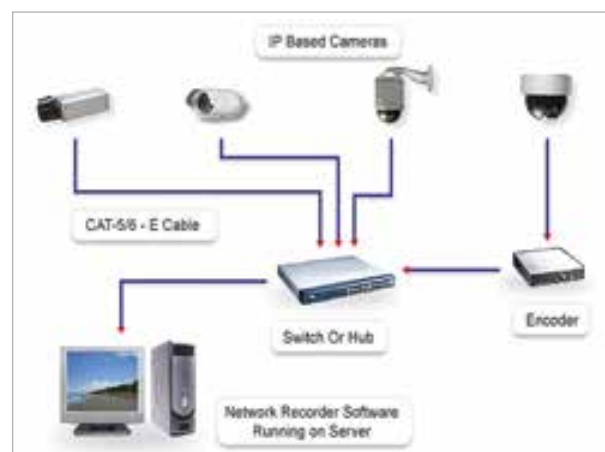 IP Based Cameras
CAT-5/6 - E Cable
Switch Or Hub
Encoder
Network Recorder Software
Running on Server